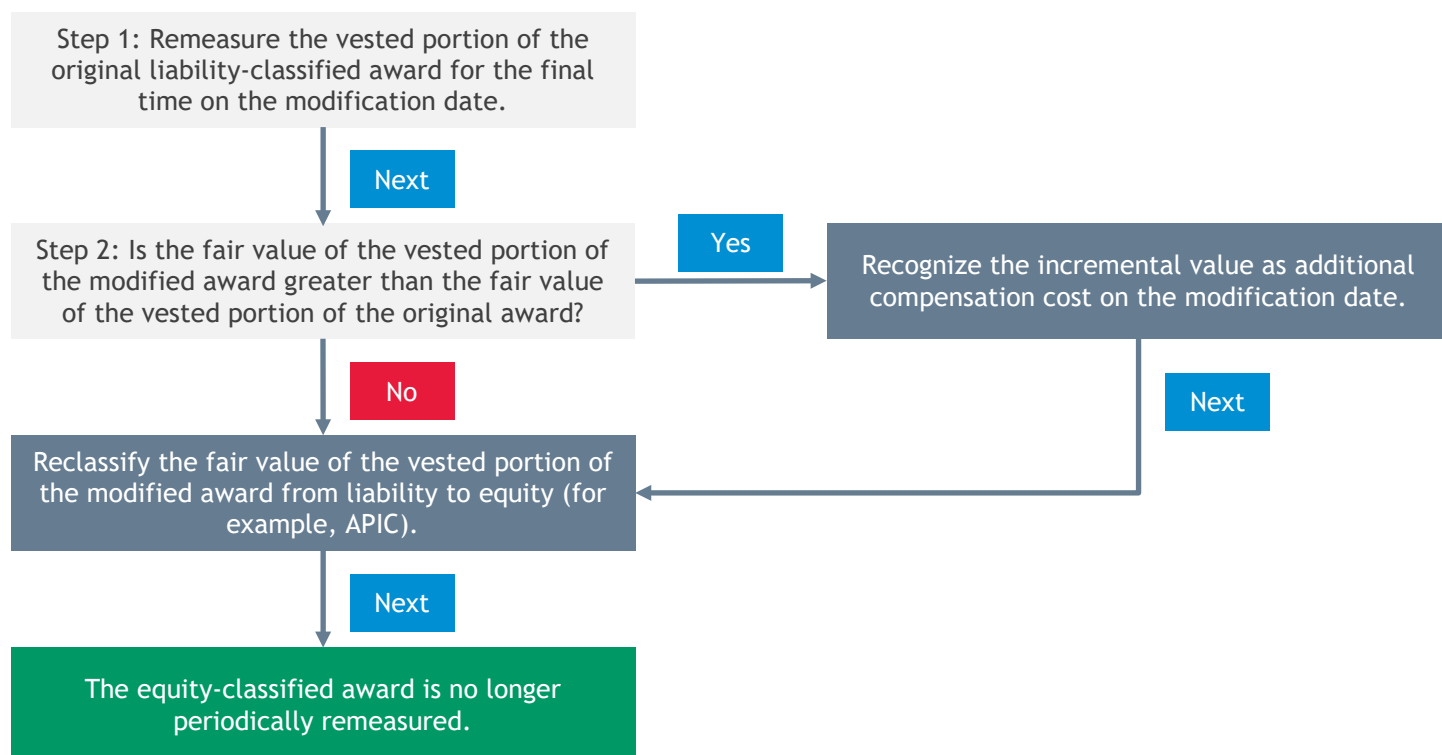 Step 1: Remeasure the vested portion of the
original liability-classified award for the final
time on the modification date.
Next
Step 2: Is the fair value of the vested portion of
the modified award greater than the fair value
of the vested portion of the original award?
Yes
Recognize the incremental value as additional
compensation cost on the modification date.
No
Next
Reclassify the fair value of the vested portion of
the modified award from liability to equity (for
example, APIC).
Next
The equity-classified award is no longer
periodically remeasured.